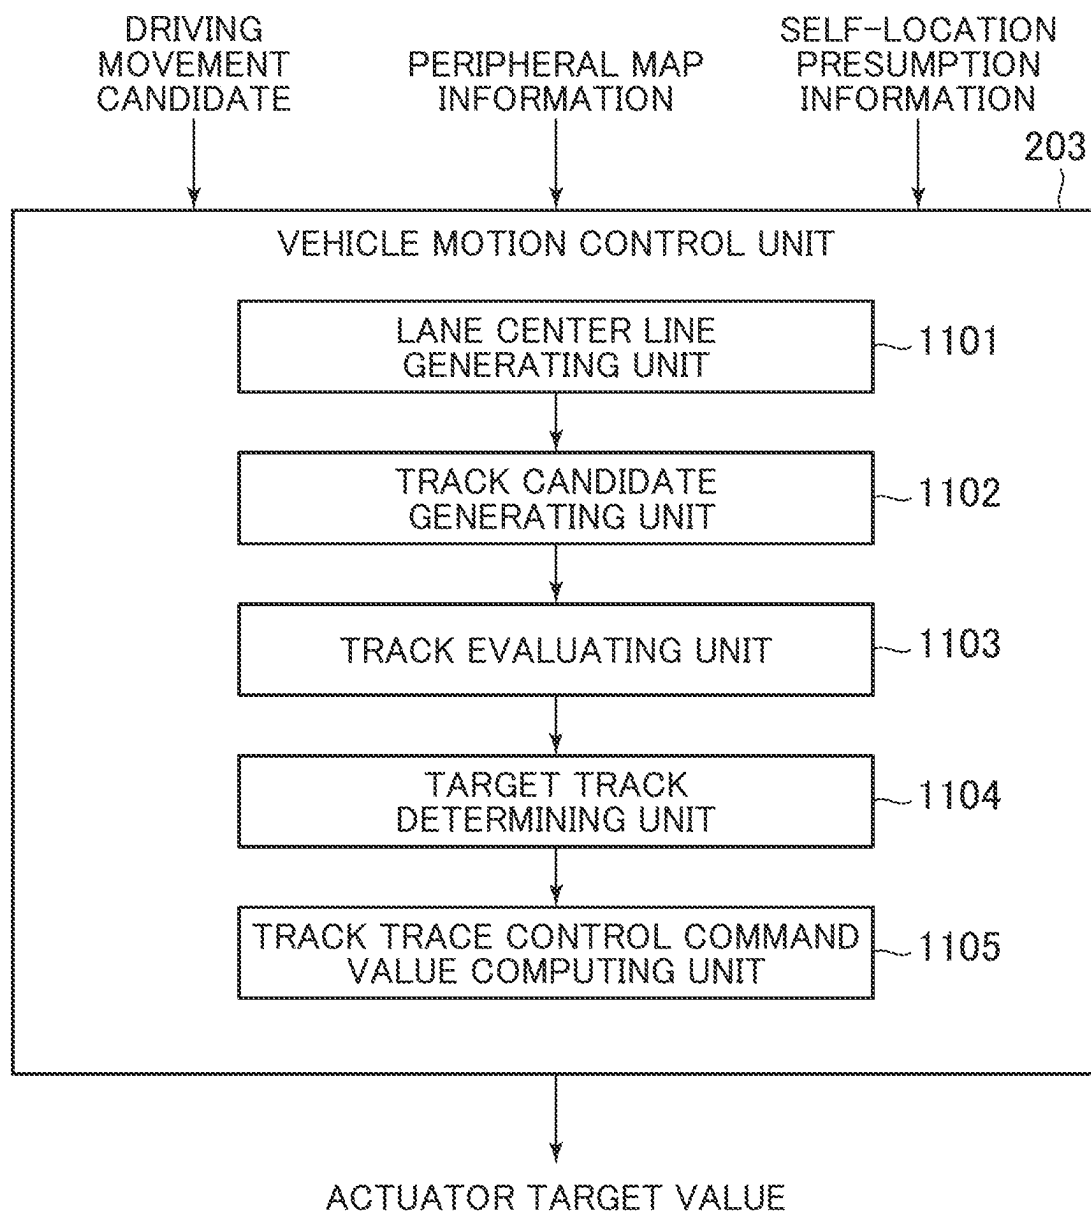 DRIVING
MOVEMENT
CANDIDATE
PERIPHERAL MAP
INFORMATION
SELF-LOCATION
PRESUMPTION
INFORMATION
203
VEHICLE MOTION CONTROL UNIT
LANE CENTER LINE
GENERATING UNIT
1101
TRACK CANDIDATE
GENERATING UNIT
1102
TRACK EVALUATING UNIT
1103
TARGET TRACK
DETERMINING UNIT
1104
TRACK TRACE CONTROL COMMAND
VALUE COMPUTING UNIT
1105
ACTUATOR TARGET VALUE